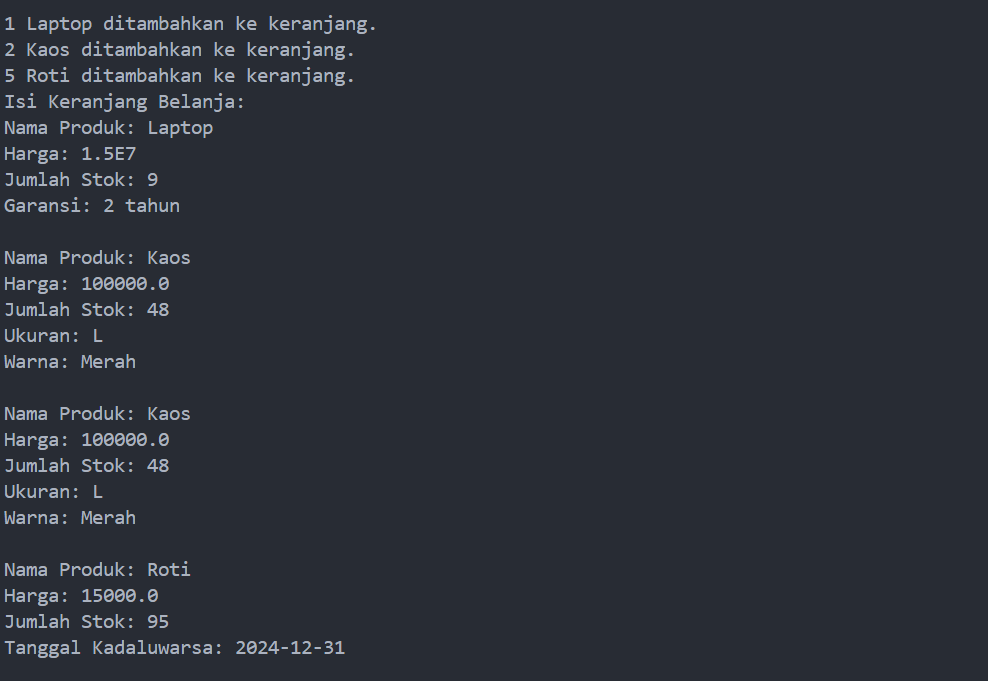 1 Laptop ditambahkan ke keranjang.
2 Kaos ditambahkan ke keranjang.
5 Roti ditambahkan ke keranjang.
Isi Keranjang Belanja:
Nama Produk: Laptop
Harga: 1.5E7
Jumlah Stok: 9
Garansi: 2 tahun

Nama Produk: Kaos
Harga: 100000.0
Jumlah Stok: 48
Ukuran: L
Warna: Merah

Nama Produk: Kaos
Harga: 100000.0
Jumlah Stok: 48
Ukuran: L
Warna: Merah

Nama Produk: Roti
Harga: 15000.0
Jumlah Stok: 95
Tanggal Kadaluwarsa: 2024-12-31